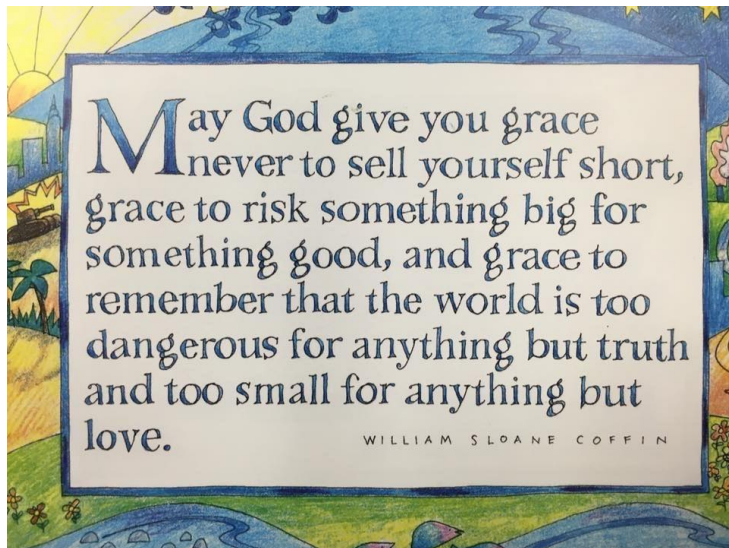 May God give you grace
never to sell yourself short,
grace to risk something big for
something good, and grace to
remember that the world is too
dangerous for anything but truth
and too small for anything but
love.
WILLIAM SLOANE COFFIN